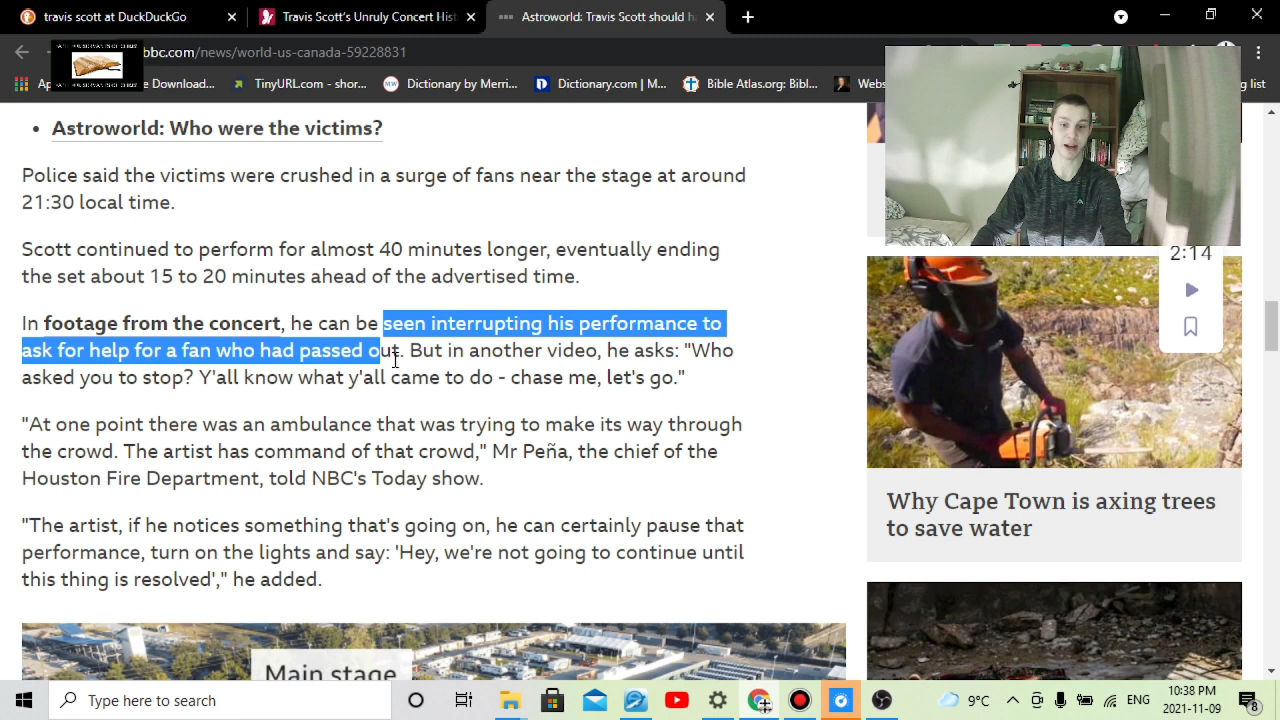 travis scott at DuckDuckGo
Travis Scott's Unruly Concert His
Astroworld: Travis Scott should h
bbc.com/news/world-us-canada-59228831
Ap
e Download...
TinyURL.com - shor...
Dictionary by Merri...
Dictionary.com | M...
Bible Atlas.org: Bibl...
Webs
g list
Astroworld: Who were the victims?
Police said the victims were crushed in a surge of fans near the stage at around
21:30 local time.
Scott continued to perform for almost 40 minutes longer, eventually ending
the set about 15 to 20 minutes ahead of the advertised time.
In footage from the concert, he can be seen interrupting his performance to
ask for help for a fan who had passed out. But in another video, he asks: "Who
asked you to stop? Y'all know what y'all came to do - chase me, let's go."
"At one point there was an ambulance that was trying to make its way through
the crowd. The artist has command of that crowd," Mr Peña, the chief of the
Houston Fire Department, told NBC's Today show.
"The artist, if he notices something that's going on, he can certainly pause that
performance, turn on the lights and say: 'Hey, we're not going to continue until
this thing is resolved'," he added.
Main stage
2:14
Why Cape Town is axing trees
to save water
Type here to search
9°C
ENG
10:38 PM
2021-11-09
8